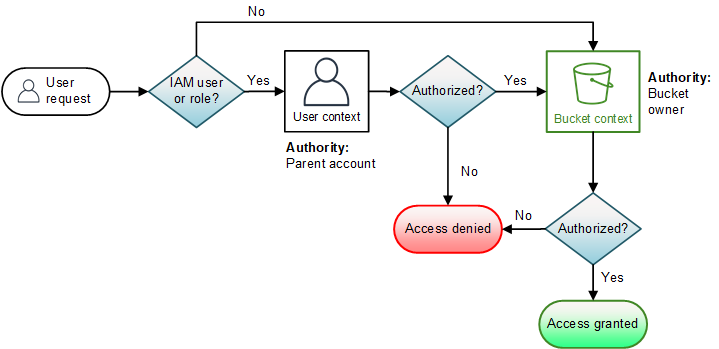 No
User
request
IAM user
or role?
Yes
User context
Authority:
Parent account
Authorized?
Yes
Bucket context
Authority:
Bucket
owner
No
Access denied
No
Authorized?
Yes
Access granted